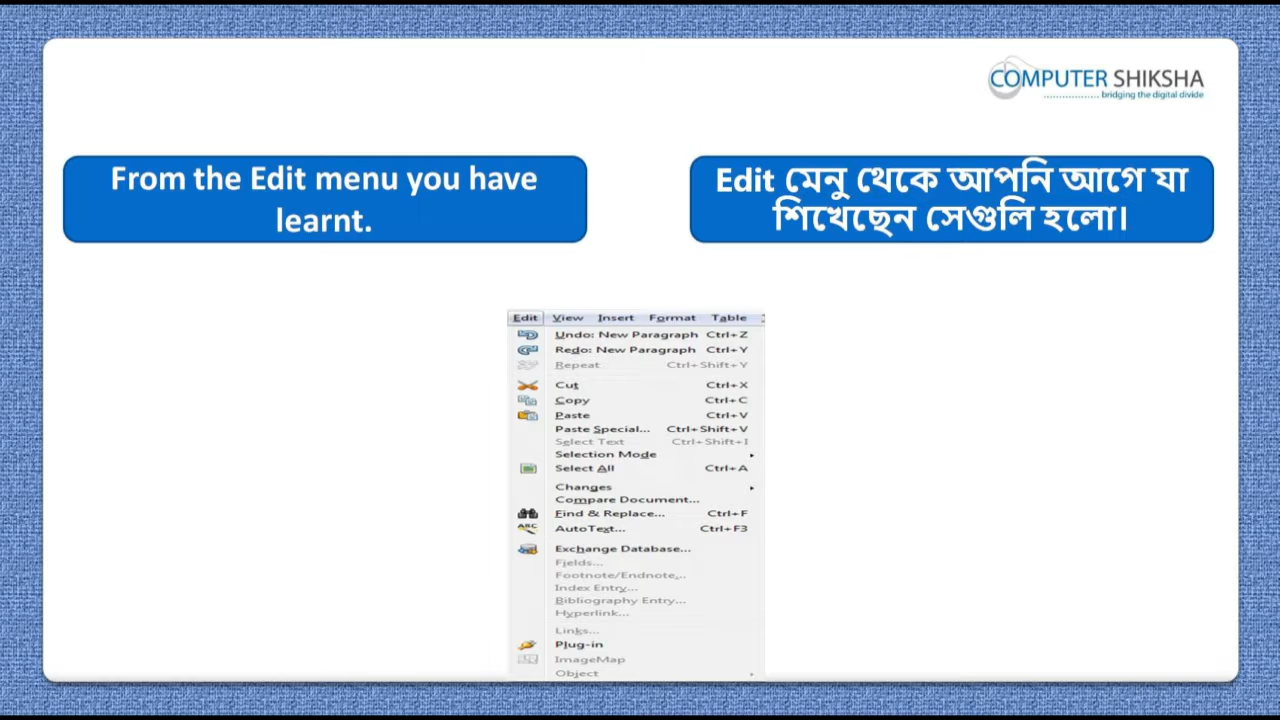 COMPUTER SHIKSHA
bridging the digital divide
From the Edit menu you have
learnt.
Edit মেনু থেকে আপনি আগে যা
শিখেছেন সেগুলি হলো।
Edit View Insert Format Table
Undo: New Paragraph Ctrl+Z
Redo: New Paragraph Ctrl+Y
Repeat Ctrl+Shift+Y
Cut Ctrl+X
Copy Ctrl+C
Paste Ctrl+V
Paste Special... Ctrl+Shift+V
Select Text Ctrl+Shift+I
Selection Mode
Select All Ctrl+A
Changes
Compare Document...
Find & Replace... Ctrl+F
ABC
AutoText... Ctrl+F3
Exchange Database...
Fields...
Footnote/Endnote...
Index Entry...
Bibliography Entry...
Hyperlink...
Links...
Plug-in
ImageMap
Object